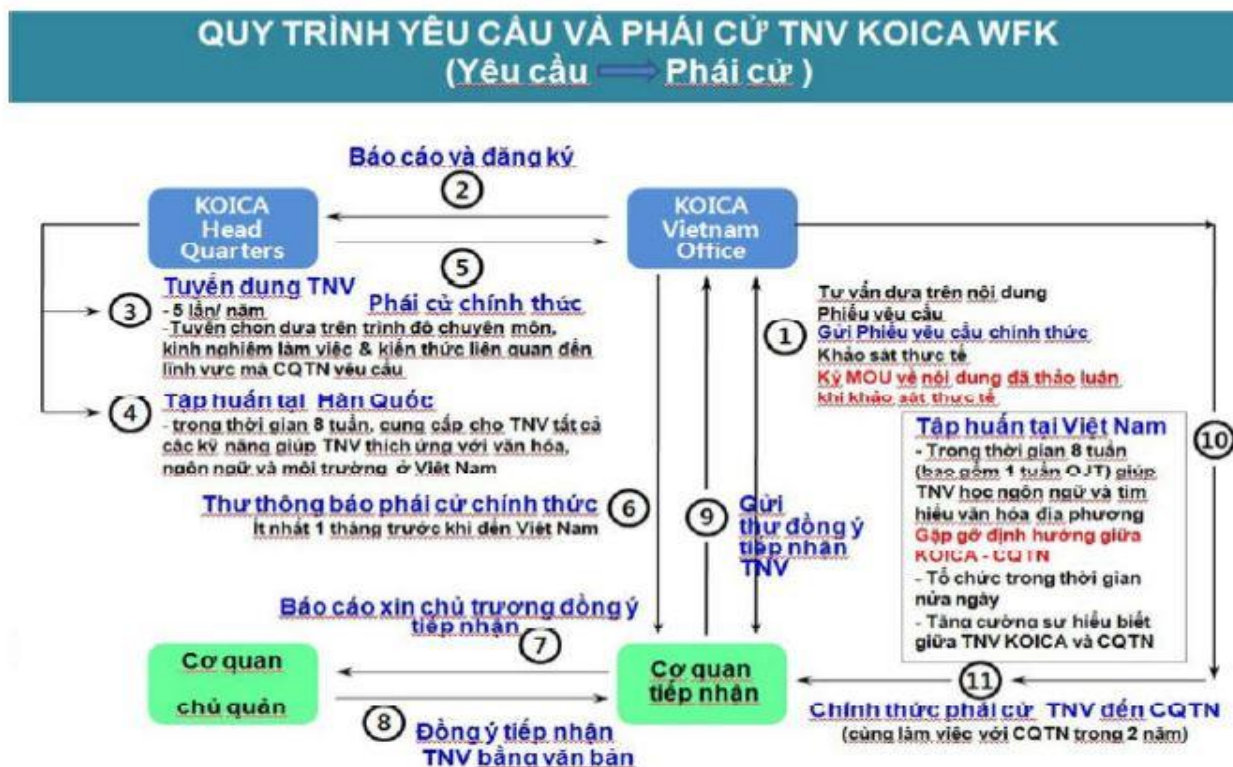 QUY TRÌNH YÊU CẦU VÀ PHÁI CỬ TNV KOICA WFK
(Yêu cầu Phái cử )
Báo cáo và đăng ký
2
KOICA
Head
Quarters
KOICA
Vietnam
Office
5
Phái cử chính thức
3
Tuyển dụng TNV
- 5 lần/ năm
-Tuyển chọn dựa trên trình độ chuyên môn,
kinh nghiệm làm việc & kiến thức liên quan đến
lĩnh vực mà CQTN yêu cầu
4
Tập huấn tại Hàn Quốc
- trong thời gian 8 tuần, cung cấp cho TNV tất cả
các kỹ năng giúp TNV thích ứng với văn hóa,
ngôn ngữ và môi trường ở Việt Nam
1
Tư vấn dựa trên nội dung
Phiếu yêu cầu
Gửi Phiếu yêu cầu chính thức
Khảo sát thực tế
Ký MOU về nội dung đã thảo luận
khi khảo sát thực tế
10
Tập huấn tại Việt Nam
- Trong thời gian 8 tuần
(bao gồm 1 tuần OJT) giúp
TNV học ngôn ngữ và tìm
hiểu văn hóa địa phương
Gặp gỡ định hướng giữa
KOICA - CQTN
- Tổ chức trong thời gian
nửa ngày
- Tăng cường sự hiểu biết
giữa TNV KOICA và CQTN
Thư thông báo phái cử chính thức
Ít nhất 1 tháng trước khi đến Việt Nam
6
9
Gửi
thư đồng ý
tiếp nhận
TNV
Báo cáo xin chủ trương đồng ý
tiếp nhận
7
Cơ quan
chủ quản
Cơ quan
tiếp nhận
8
Đồng ý tiếp nhận
TNV bằng văn bản
11
Chính thức phái cử TNV đến CQTN
(cùng làm việc với CQTN trong 2 năm)